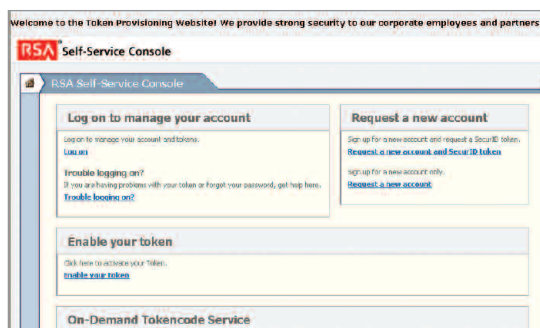 Welcome to the Token Provisioning Website! We provide strong security to our corporate employees and partners
RSA Self-Service Console
RSA Self-Service Console
Log on to manage your account
Log on to manage your account and tokens.
Log on
Trouble logging on?
If you are having problems with your token or forgot your password, get help here.
Trouble logging on?
Request a new account
Sign up for a new account and request a SecurID token.
Request a new account and SecurID token
Sign up for a new account only.
Request a new account
Enable your token
Click here to activate your Token.
Enable your token
On-Demand Tokencode Service